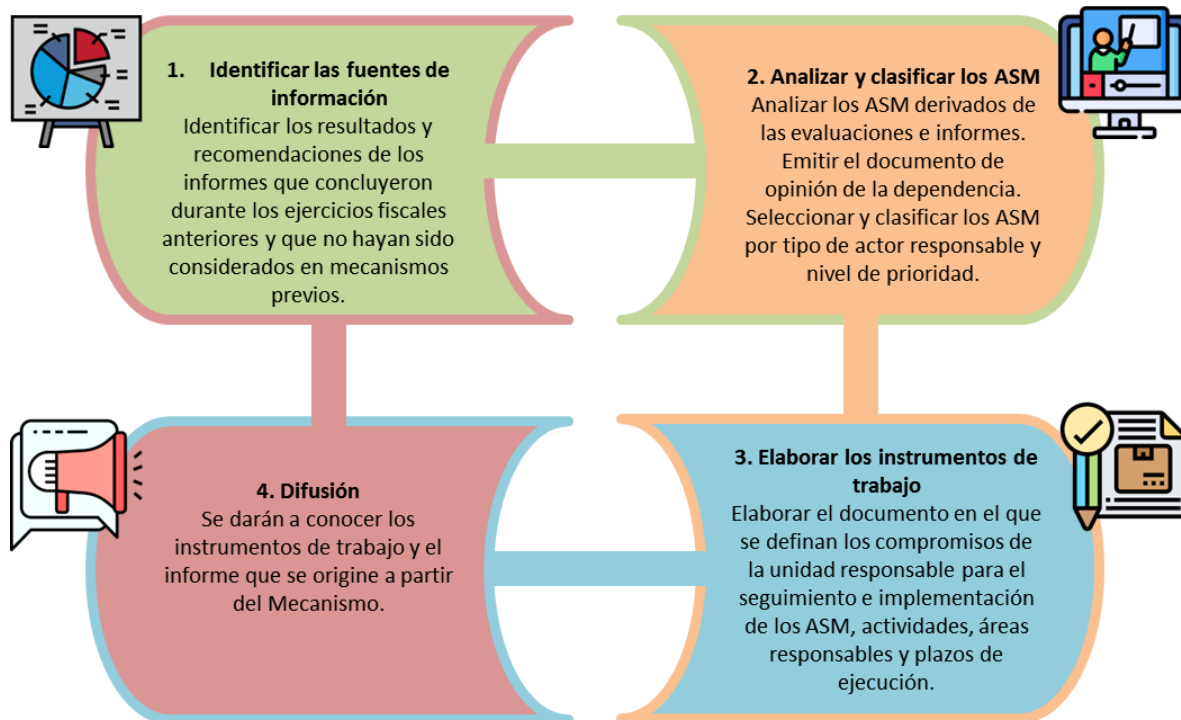 1. Identificar las fuentes de
información
Identificar los resultados y
recomendaciones de los
informes que concluyeron
durante los ejercicios fiscales
anteriores y que no hayan sido
considerados en mecanismos
previos.
2. Analizar y clasificar los ASM
Analizar los ASM derivados de
las evaluaciones e informes.
Emitir el documento de
opinión de la dependencia.
Seleccionar y clasificar los ASM
por tipo de actor responsable y
nivel de prioridad.
3. Elaborar los instrumentos de
trabajo
Elaborar el documento en el que
se definan los compromisos de
la unidad responsable para el
seguimiento e implementación
de los ASM, actividades, áreas
responsables y plazos de
ejecución.
4. Difusión
Se darán a conocer los
instrumentos de trabajo y el
informe que se origine a partir
del Mecanismo.